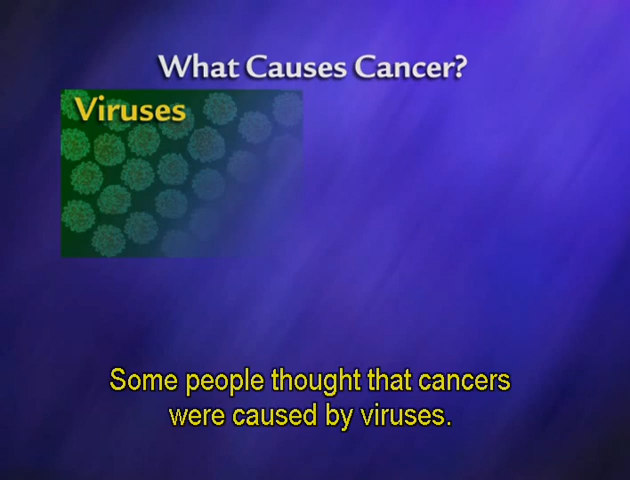 What Causes Cancer?
Viruses
Some people thought that cancers
were caused by viruses.